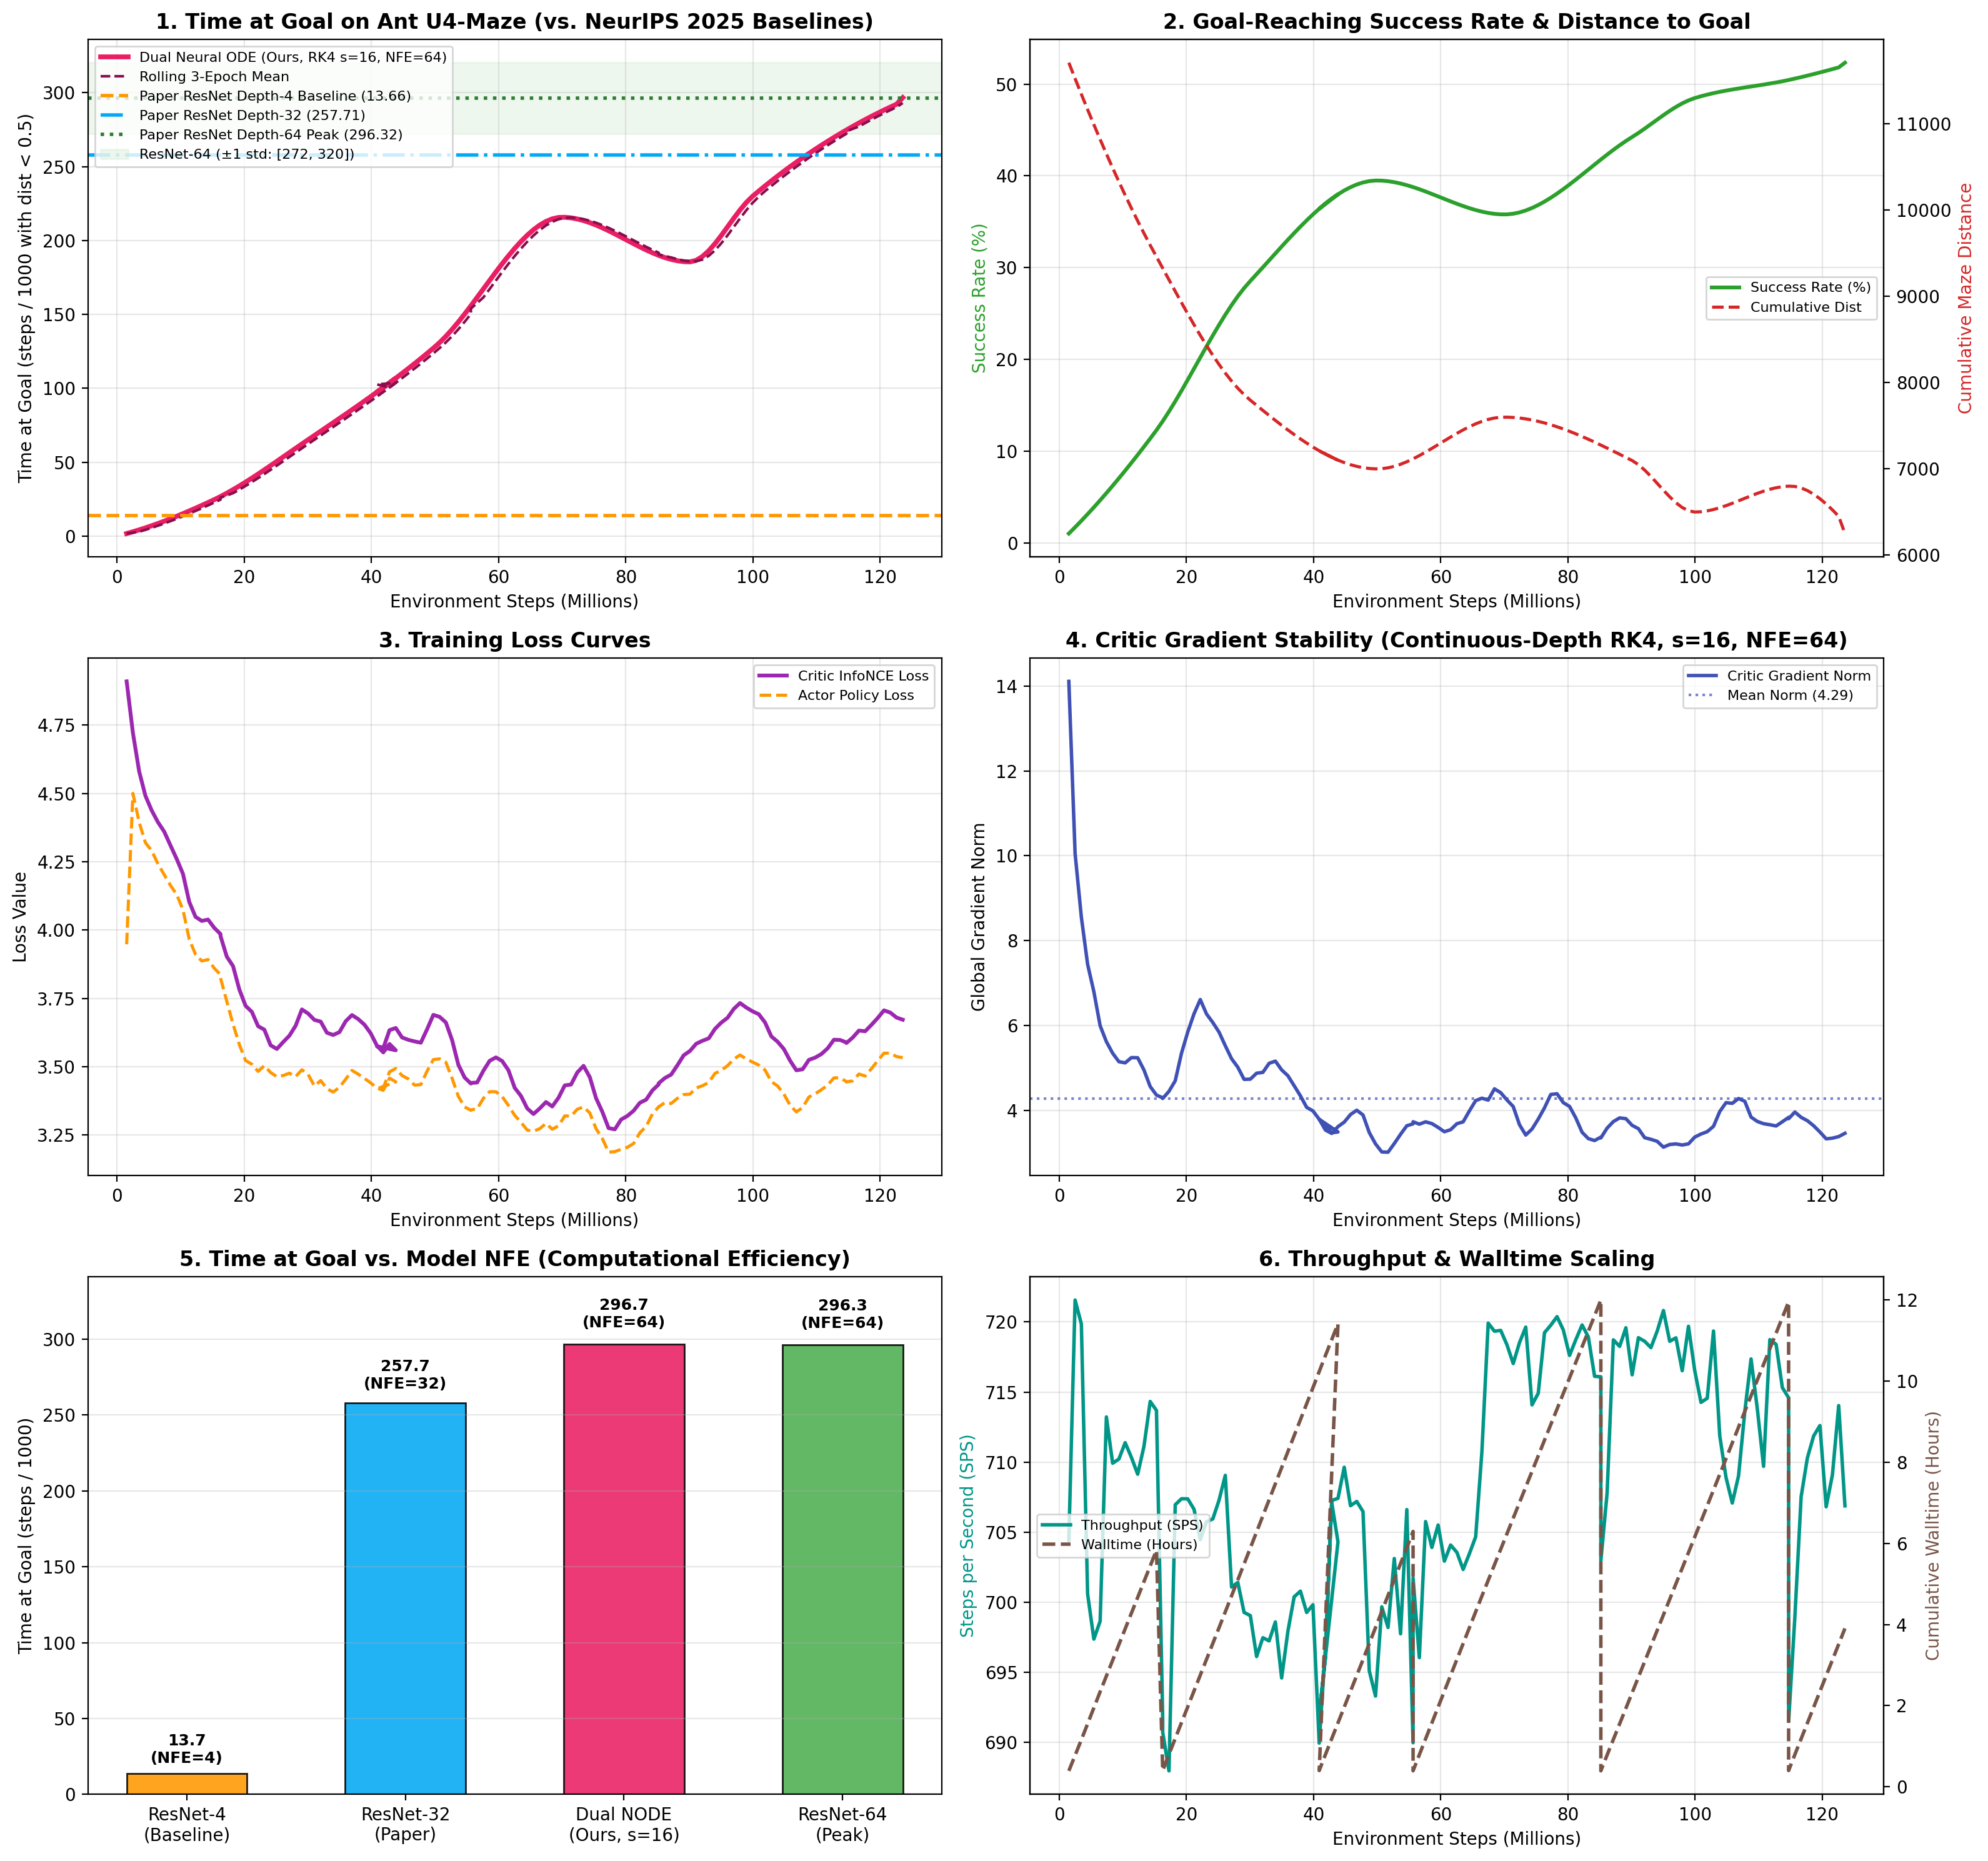 1. Time at Goal on Ant U4-Maze (vs. NeurIPS 2025 Baselines)
Time at Goal (steps / 1000 with dist < 0.5)
Dual Neural ODE (Ours, RK4 s=16, NFE=64)
Rolling 3-Epoch Mean
Paper ResNet Depth-4 Baseline (13.66)
Paper ResNet Depth-32 (257.71)
Paper ResNet Depth-64 Peak (296.32)
ResNet-64 (±1 std: [272, 320])
300
250
200
150
100
50
0
0 20 40 60 80 100 120
Environment Steps (Millions)
2. Goal-Reaching Success Rate & Distance to Goal
Success Rate (%)
50
40
30
20
10
0
Success Rate (%)
Cumulative Dist
11000
10000
9000
8000
7000
6000
Cumulative Maze Distance
0 20 40 60 80 100 120
Environment Steps (Millions)
3. Training Loss Curves
Loss Value
Critic InfoNCE Loss
Actor Policy Loss
4.75
4.50
4.25
4.00
3.75
3.50
3.25
0 20 40 60 80 100 120
Environment Steps (Millions)
4. Critic Gradient Stability (Continuous-Depth RK4, s=16, NFE=64)
Global Gradient Norm
Critic Gradient Norm
Mean Norm (4.29)
14
12
10
8
6
4
0 20 40 60 80 100 120
Environment Steps (Millions)
5. Time at Goal vs. Model NFE (Computational Efficiency)
Time at Goal (steps / 1000)
300
250
200
150
100
50
0
13.7
(NFE=4)
257.7
(NFE=32)
296.7
(NFE=64)
296.3
(NFE=64)
ResNet-4
(Baseline)
ResNet-32
(Paper)
Dual NODE
(Ours, s=16)
ResNet-64
(Peak)
6. Throughput & Walltime Scaling
Steps per Second (SPS)
720
715
710
705
700
695
690
Throughput (SPS)
Walltime (Hours)
12
10
8
6
4
2
0
Cumulative Walltime (Hours)
0 20 40 60 80 100 120
Environment Steps (Millions)